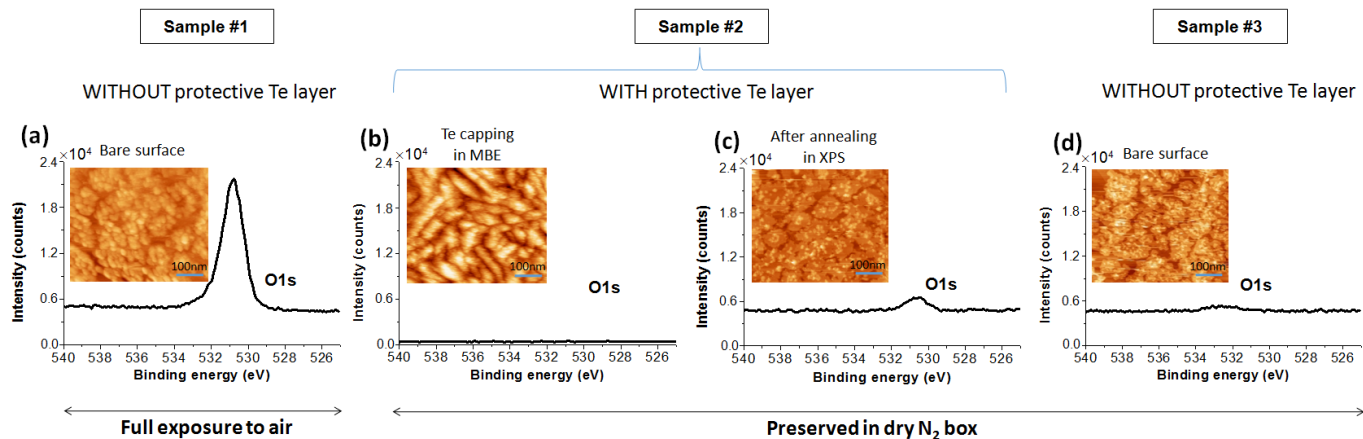 Sample #1
Sample #2
Sample #3
WITHOUT protective Te layer
WITH protective Te layer
WITHOUT protective Te layer
(a)
Bare surface
×10⁴
2.4
1.8
1.2
0.6
0.0
Intensity (counts)
100nm
O1s
540 538 536 534 532 530 528 526
Binding energy (eV)
(b)
Te capping
in MBE
×10⁴
2.4
1.8
1.2
0.6
0.0
Intensity (counts)
100nm
O1s
540 538 536 534 532 530 528 526
Binding energy (eV)
(c)
After annealing
in XPS
×10⁴
2.4
1.8
1.2
0.6
0.0
Intensity (counts)
100nm
O1s
540 538 536 534 532 530 528 526
Binding energy (eV)
(d)
Bare surface
×10⁴
2.4
1.8
1.2
0.6
0.0
Intensity (counts)
100nm
O1s
540 538 536 534 532 530 528 526
Binding energy (eV)
Full exposure to air
Preserved in dry N₂ box